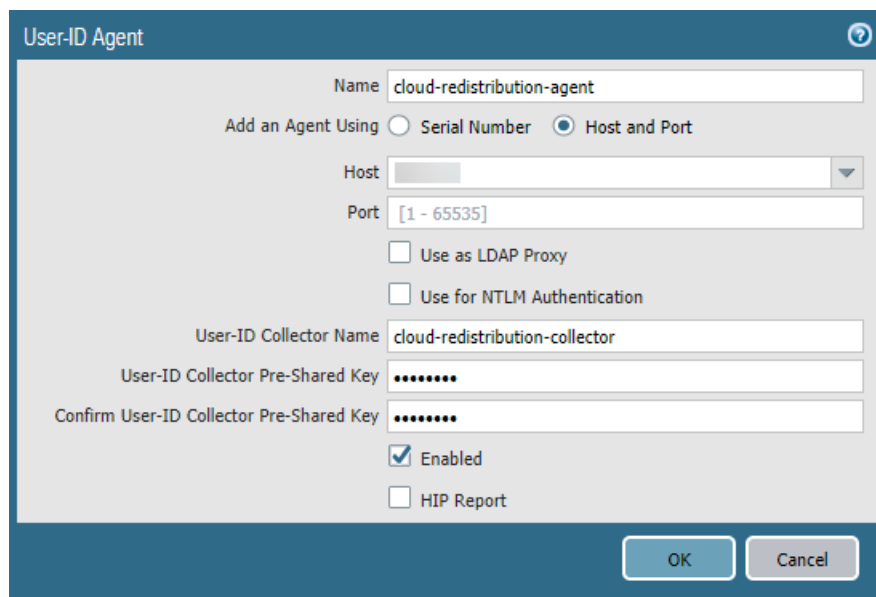 User-ID Agent
Name cloud-redistribution-agent
Add an Agent Using Serial Number Host and Port
Host
Port [1 - 65535]
Use as LDAP Proxy
Use for NTLM Authentication
User-ID Collector Name cloud-redistribution-collector
User-ID Collector Pre-Shared Key ••••••••
Confirm User-ID Collector Pre-Shared Key ••••••••
Enabled
HIP Report
OK Cancel